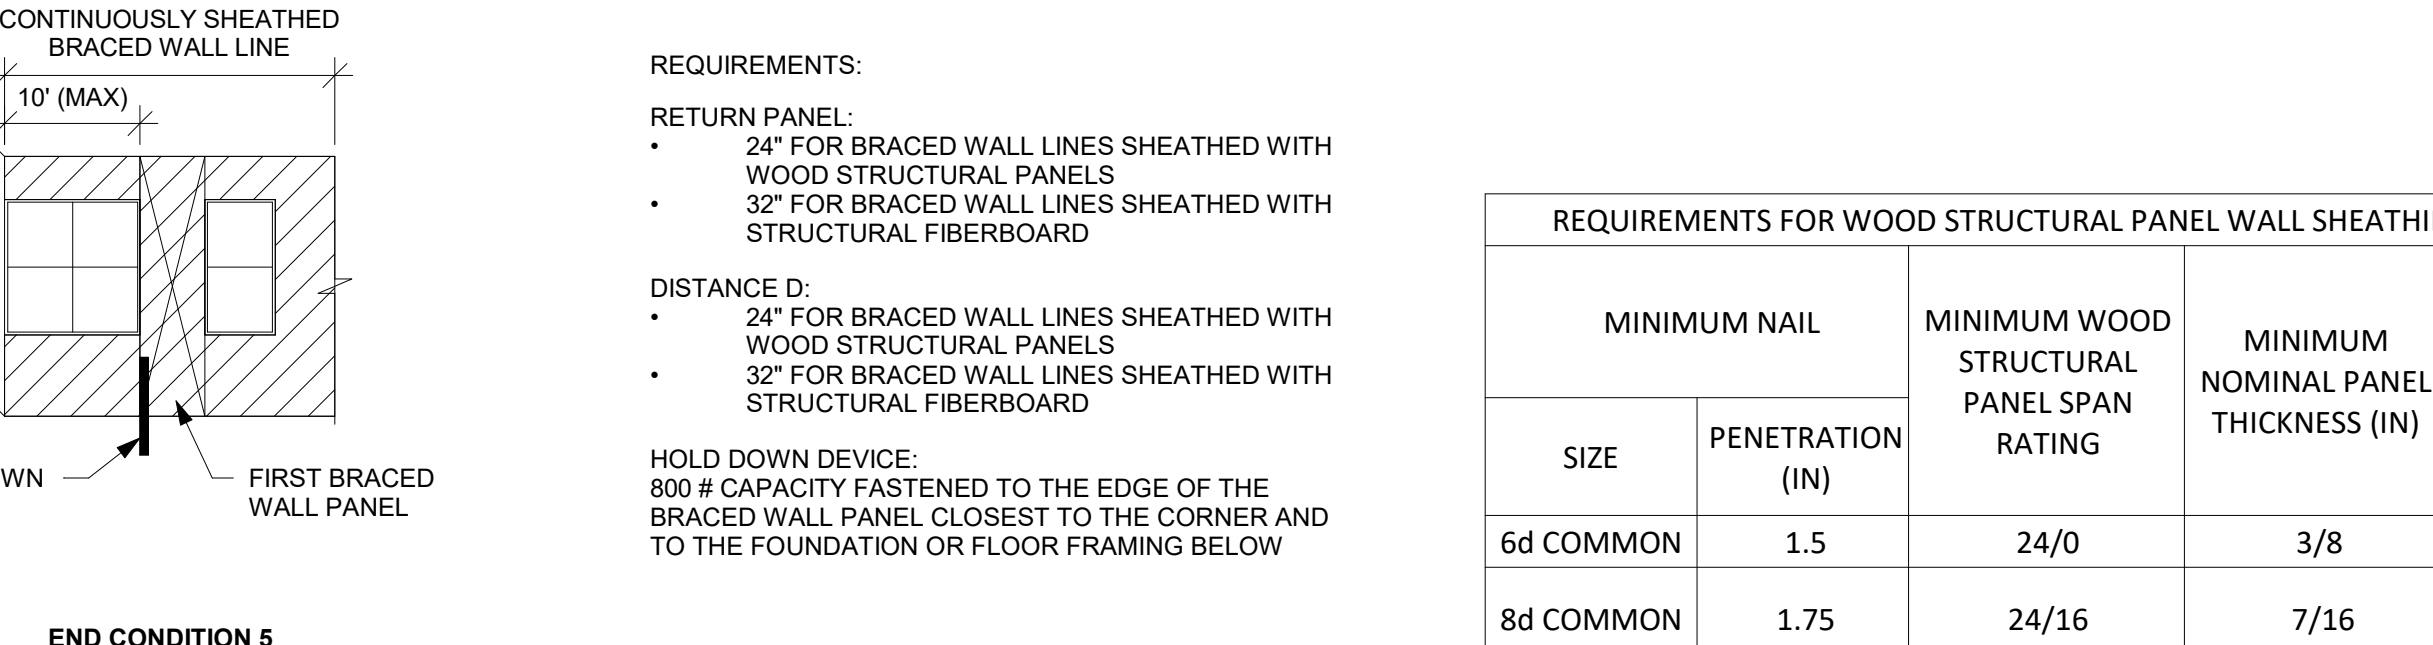 CONTINUOUSLY SHEATHED
BRACED WALL LINE
10' (MAX)
WN
FIRST BRACED
WALL PANEL
END CONDITION 5
REQUIREMENTS:
RETURN PANEL:
• 24" FOR BRACED WALL LINES SHEATHED WITH
WOOD STRUCTURAL PANELS
• 32" FOR BRACED WALL LINES SHEATHED WITH
STRUCTURAL FIBERBOARD
DISTANCE D:
• 24" FOR BRACED WALL LINES SHEATHED WITH
WOOD STRUCTURAL PANELS
• 32" FOR BRACED WALL LINES SHEATHED WITH
STRUCTURAL FIBERBOARD
HOLD DOWN DEVICE:
800 # CAPACITY FASTENED TO THE EDGE OF THE
BRACED WALL PANEL CLOSEST TO THE CORNER AND
TO THE FOUNDATION OR FLOOR FRAMING BELOW
REQUIREMENTS FOR WOOD STRUCTURAL PANEL WALL SHEATHI
MINIMUM NAIL
MINIMUM WOOD
STRUCTURAL
PANEL SPAN
RATING
MINIMUM
NOMINAL PANEL
THICKNESS (IN)
SIZE
PENETRATION
(IN)
6d COMMON 1.5 24/0 3/8
8d COMMON 1.75 24/16 7/16